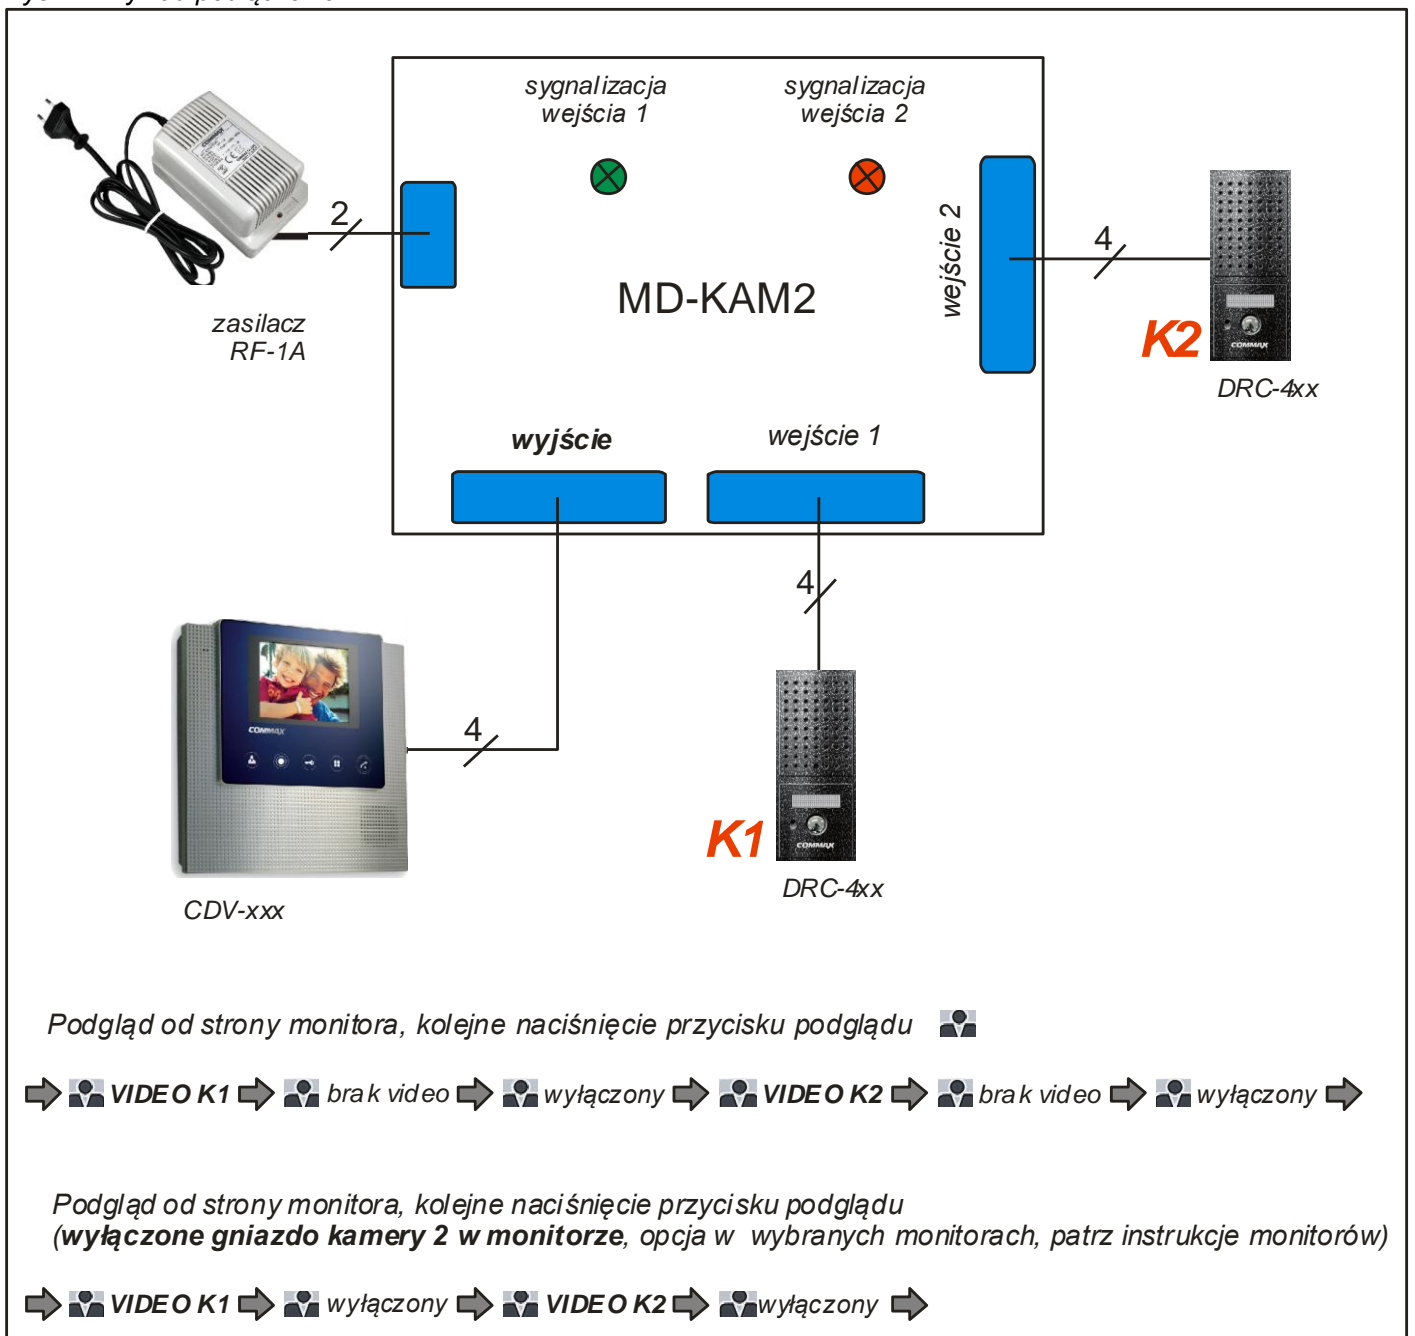 sygnalizacja
wejścia 1
sygnalizacja
wejścia 2
2
wejście 2
4
MD-KAM2
zasilacz
RF-1A
K2
COMMAX
DRC-4xx
wyjście
wejście 1
4
4
COMMAX
K1
COMMAX
DRC-4xx
CDV-xxx
Podgląd od strony monitora, kolejne naciśnięcie przycisku podglądu
VIDEO K1 brak video wyłączony VIDEO K2 brak video wyłączony
Podgląd od strony monitora, kolejne naciśnięcie przycisku podglądu
(wyłączone gniazdo kamery 2 w monitorze, opcja w wybranych monitorach, patrz instrukcje monitorów)
VIDEO K1 wyłączony VIDEO K2 wyłączony